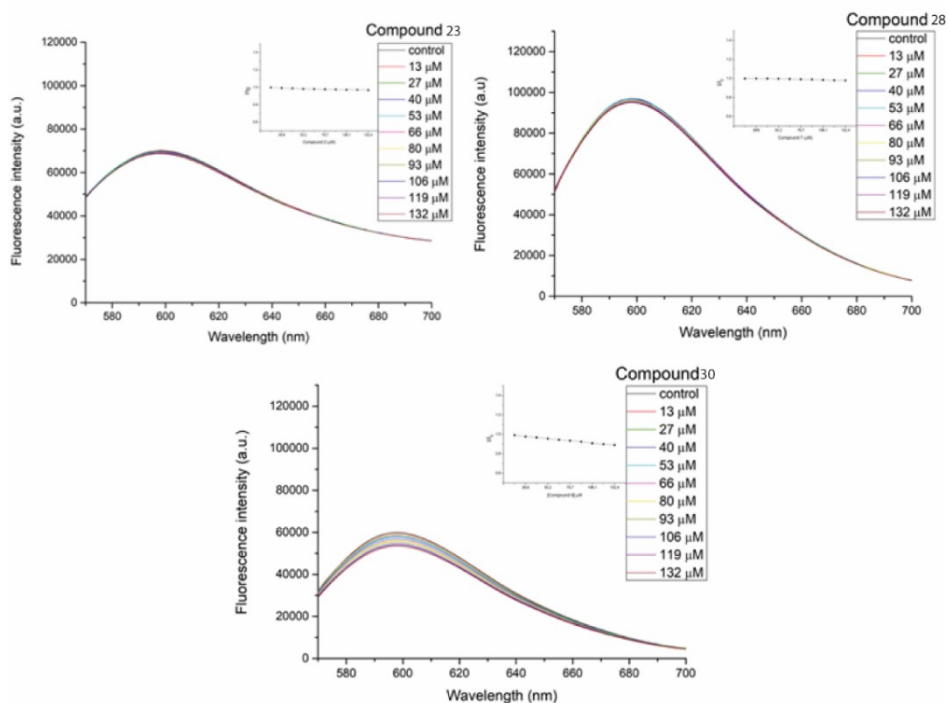 Compound 23
control
13 μM
27 μM
40 μM
53 μM
66 μM
80 μM
93 μM
106 μM
119 μM
132 μM
Fluorescence intensity (a.u.)
120000
100000
80000
60000
40000
20000
0
580 600 620 640 660 680 700
Wavelength (nm)
Compound 28
control
13 μM
27 μM
40 μM
53 μM
66 μM
80 μM
93 μM
106 μM
119 μM
132 μM
Fluorescence intensity (a.u)
120000
100000
80000
60000
40000
20000
0
580 600 620 640 660 680 700
Wavelength (nm)
Compound 30
control
13 μM
27 μM
40 μM
53 μM
66 μM
80 μM
93 μM
106 μM
119 μM
132 μM
Fluorescence intensity (a.u.)
120000
100000
80000
60000
40000
20000
0
580 600 620 640 660 680 700
Wavelength (nm)